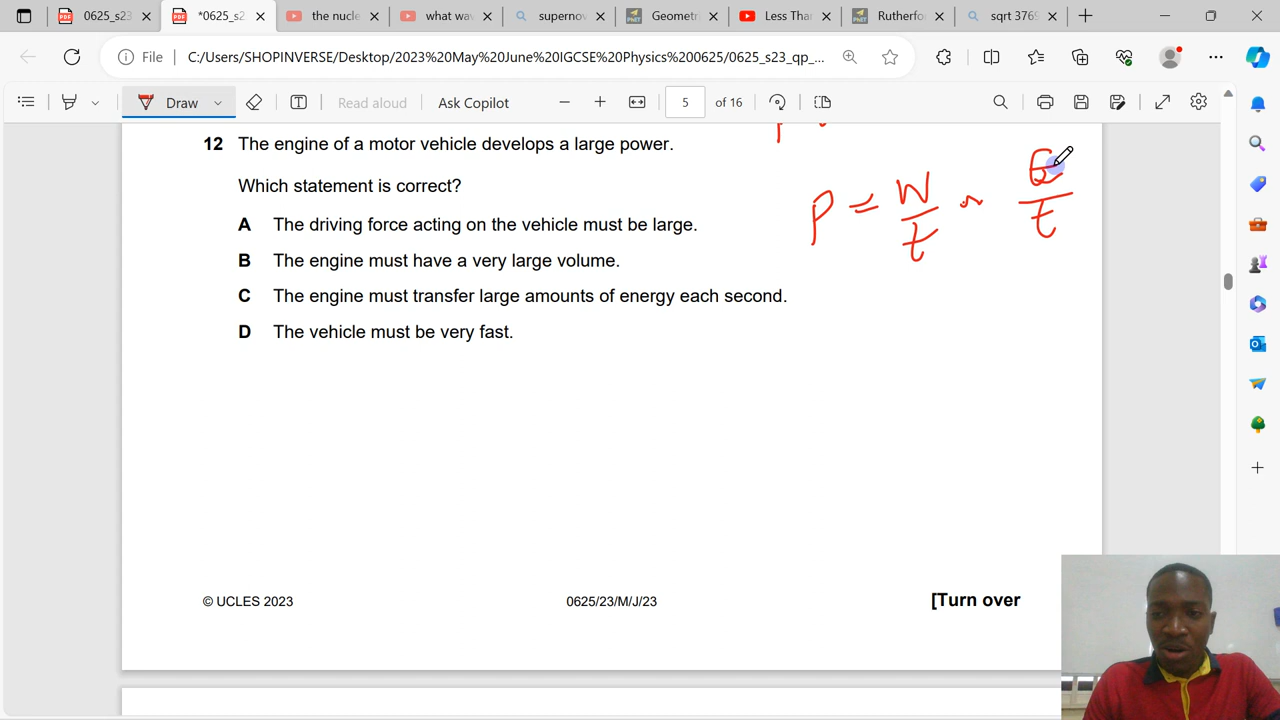 0625_s23
*0625_s2
the nucle
what wav
supernov
Geometr
Less Tha
Rutherfo
sqrt 3769
File
C:/Users/SHOPINVERSE/Desktop/2023%20May%20June%20IGCSE%20Physics%200625/0625_s23_qp_...
Draw
Read aloud
Ask Copilot
5
of 16
12 The engine of a motor vehicle develops a large power.
Which statement is correct?
A The driving force acting on the vehicle must be large.
B The engine must have a very large volume.
C The engine must transfer large amounts of energy each second.
D The vehicle must be very fast.
P = W/t or E/t
© UCLES 2023
0625/23/M/J/23
[Turn over